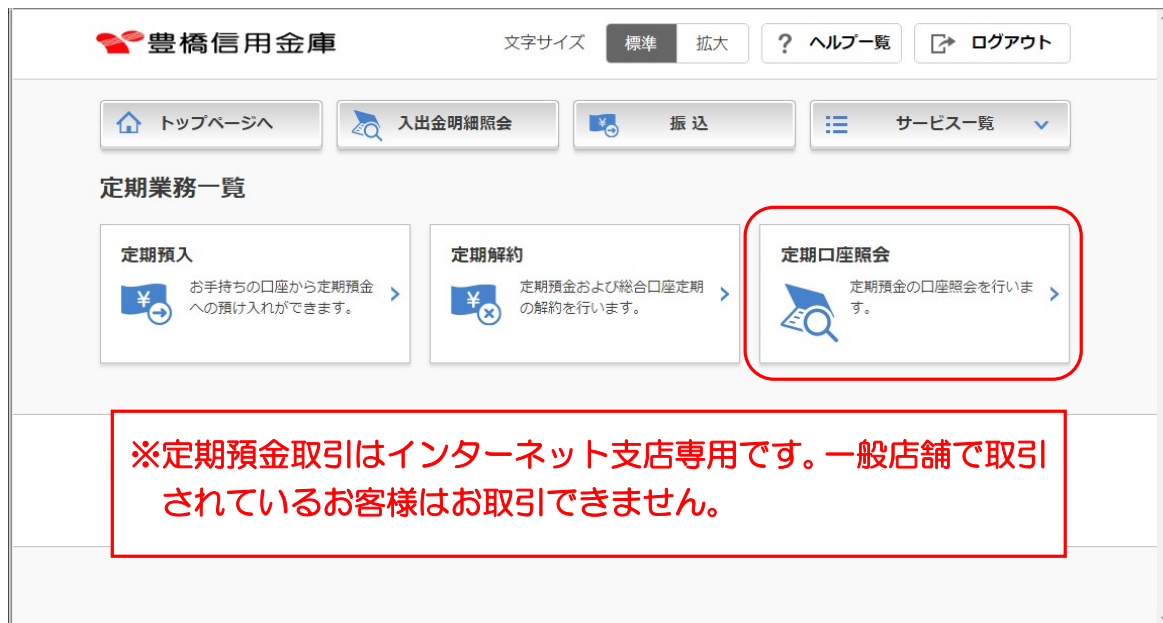 豊橋信用金庫
文字サイズ 標準 拡大 ? ヘルプ一覧 ログアウト
トップページへ 入出金明細照会 振込 サービス一覧
定期業務一覧
定期預入
お手持ちの口座から定期預金
への預け入れができます。
定期解約
定期預金および総合口座定期
の解約を行います。
定期口座照会
定期預金の口座照会を行いま
す。
※定期預金取引はインターネット支店専用です。一般店舗で取引
されているお客様はお取引できません。